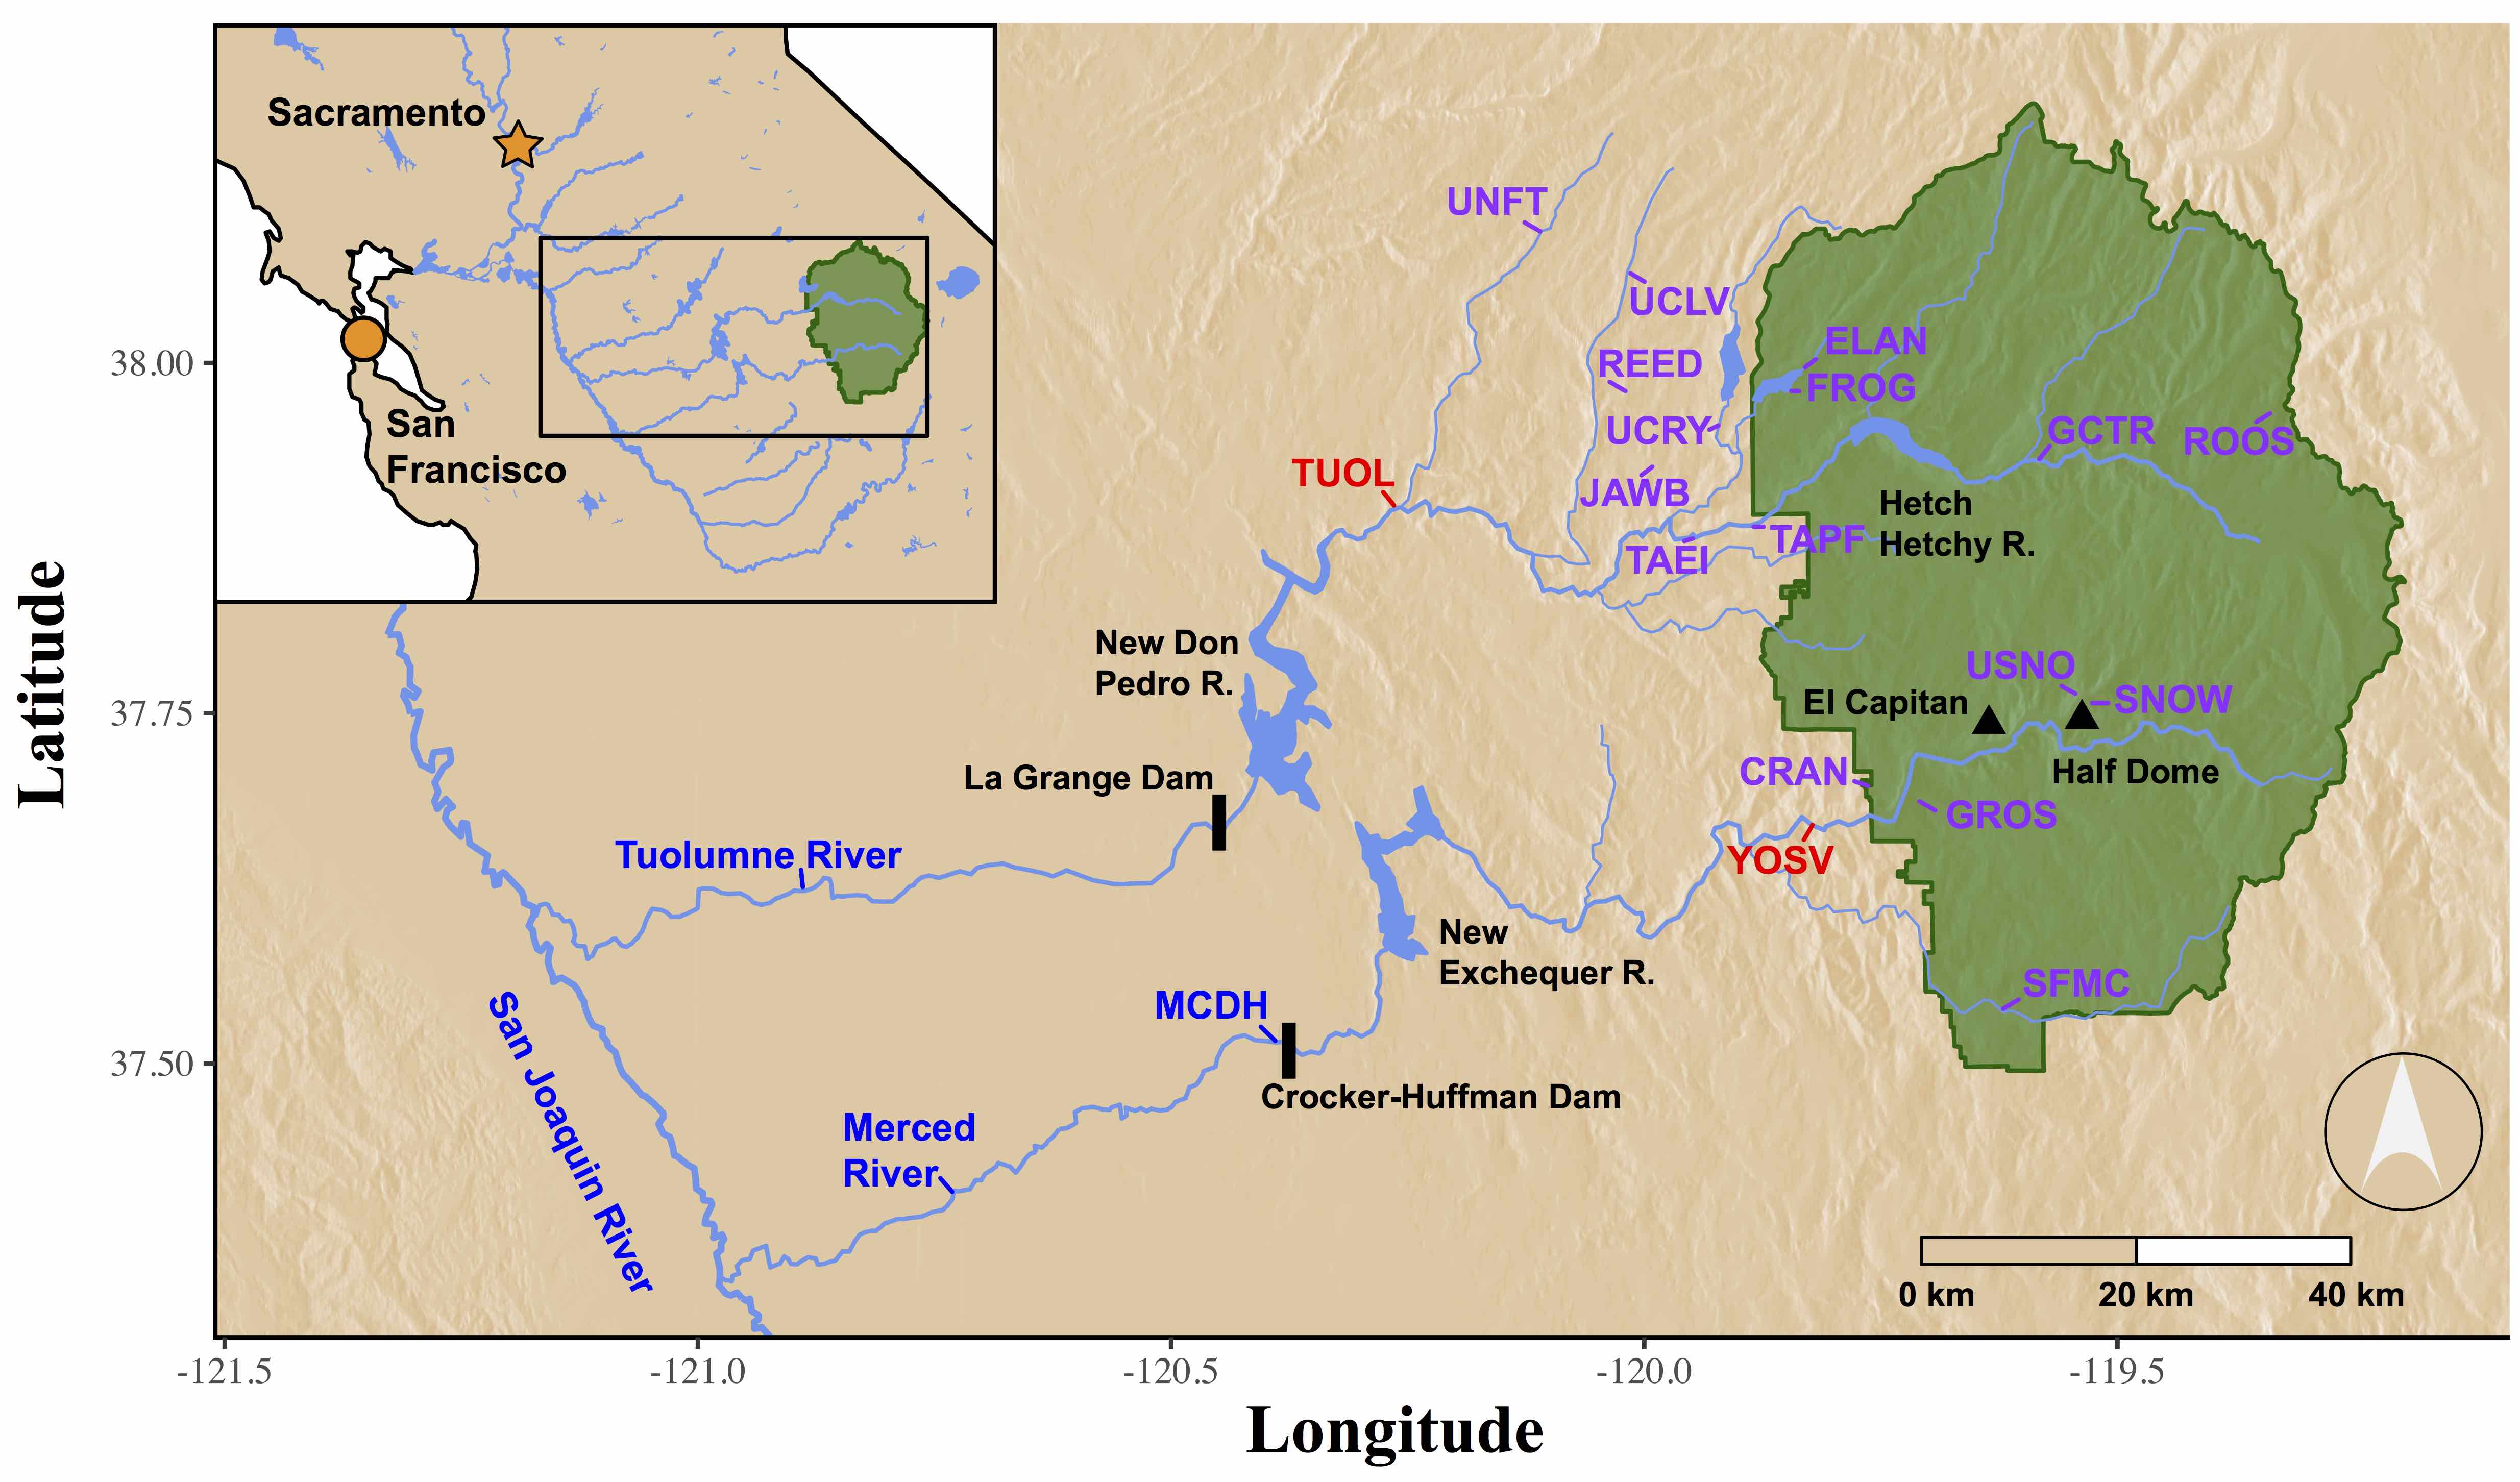 Sacramento
San
Francisco
UNFT
UCLV
REED
ELAN
FROG
UCRY
GCTR
ROOS
TUOL
JAWB
Hetch
Hetchy R.
TAPF
TAEI
New Don
Pedro R.
USNO
El Capitan
SNOW
La Grange Dam
CRAN
Half Dome
GROS
Tuolumne River
YOSV
New
Exchequer R.
SFMC
MCDH
San Joaquin River
Crocker-Huffman Dam
Merced
River
0 km 20 km 40 km
38.00
37.75
37.50
Latitude
-121.5 -121.0 -120.5 -120.0 -119.5
Longitude